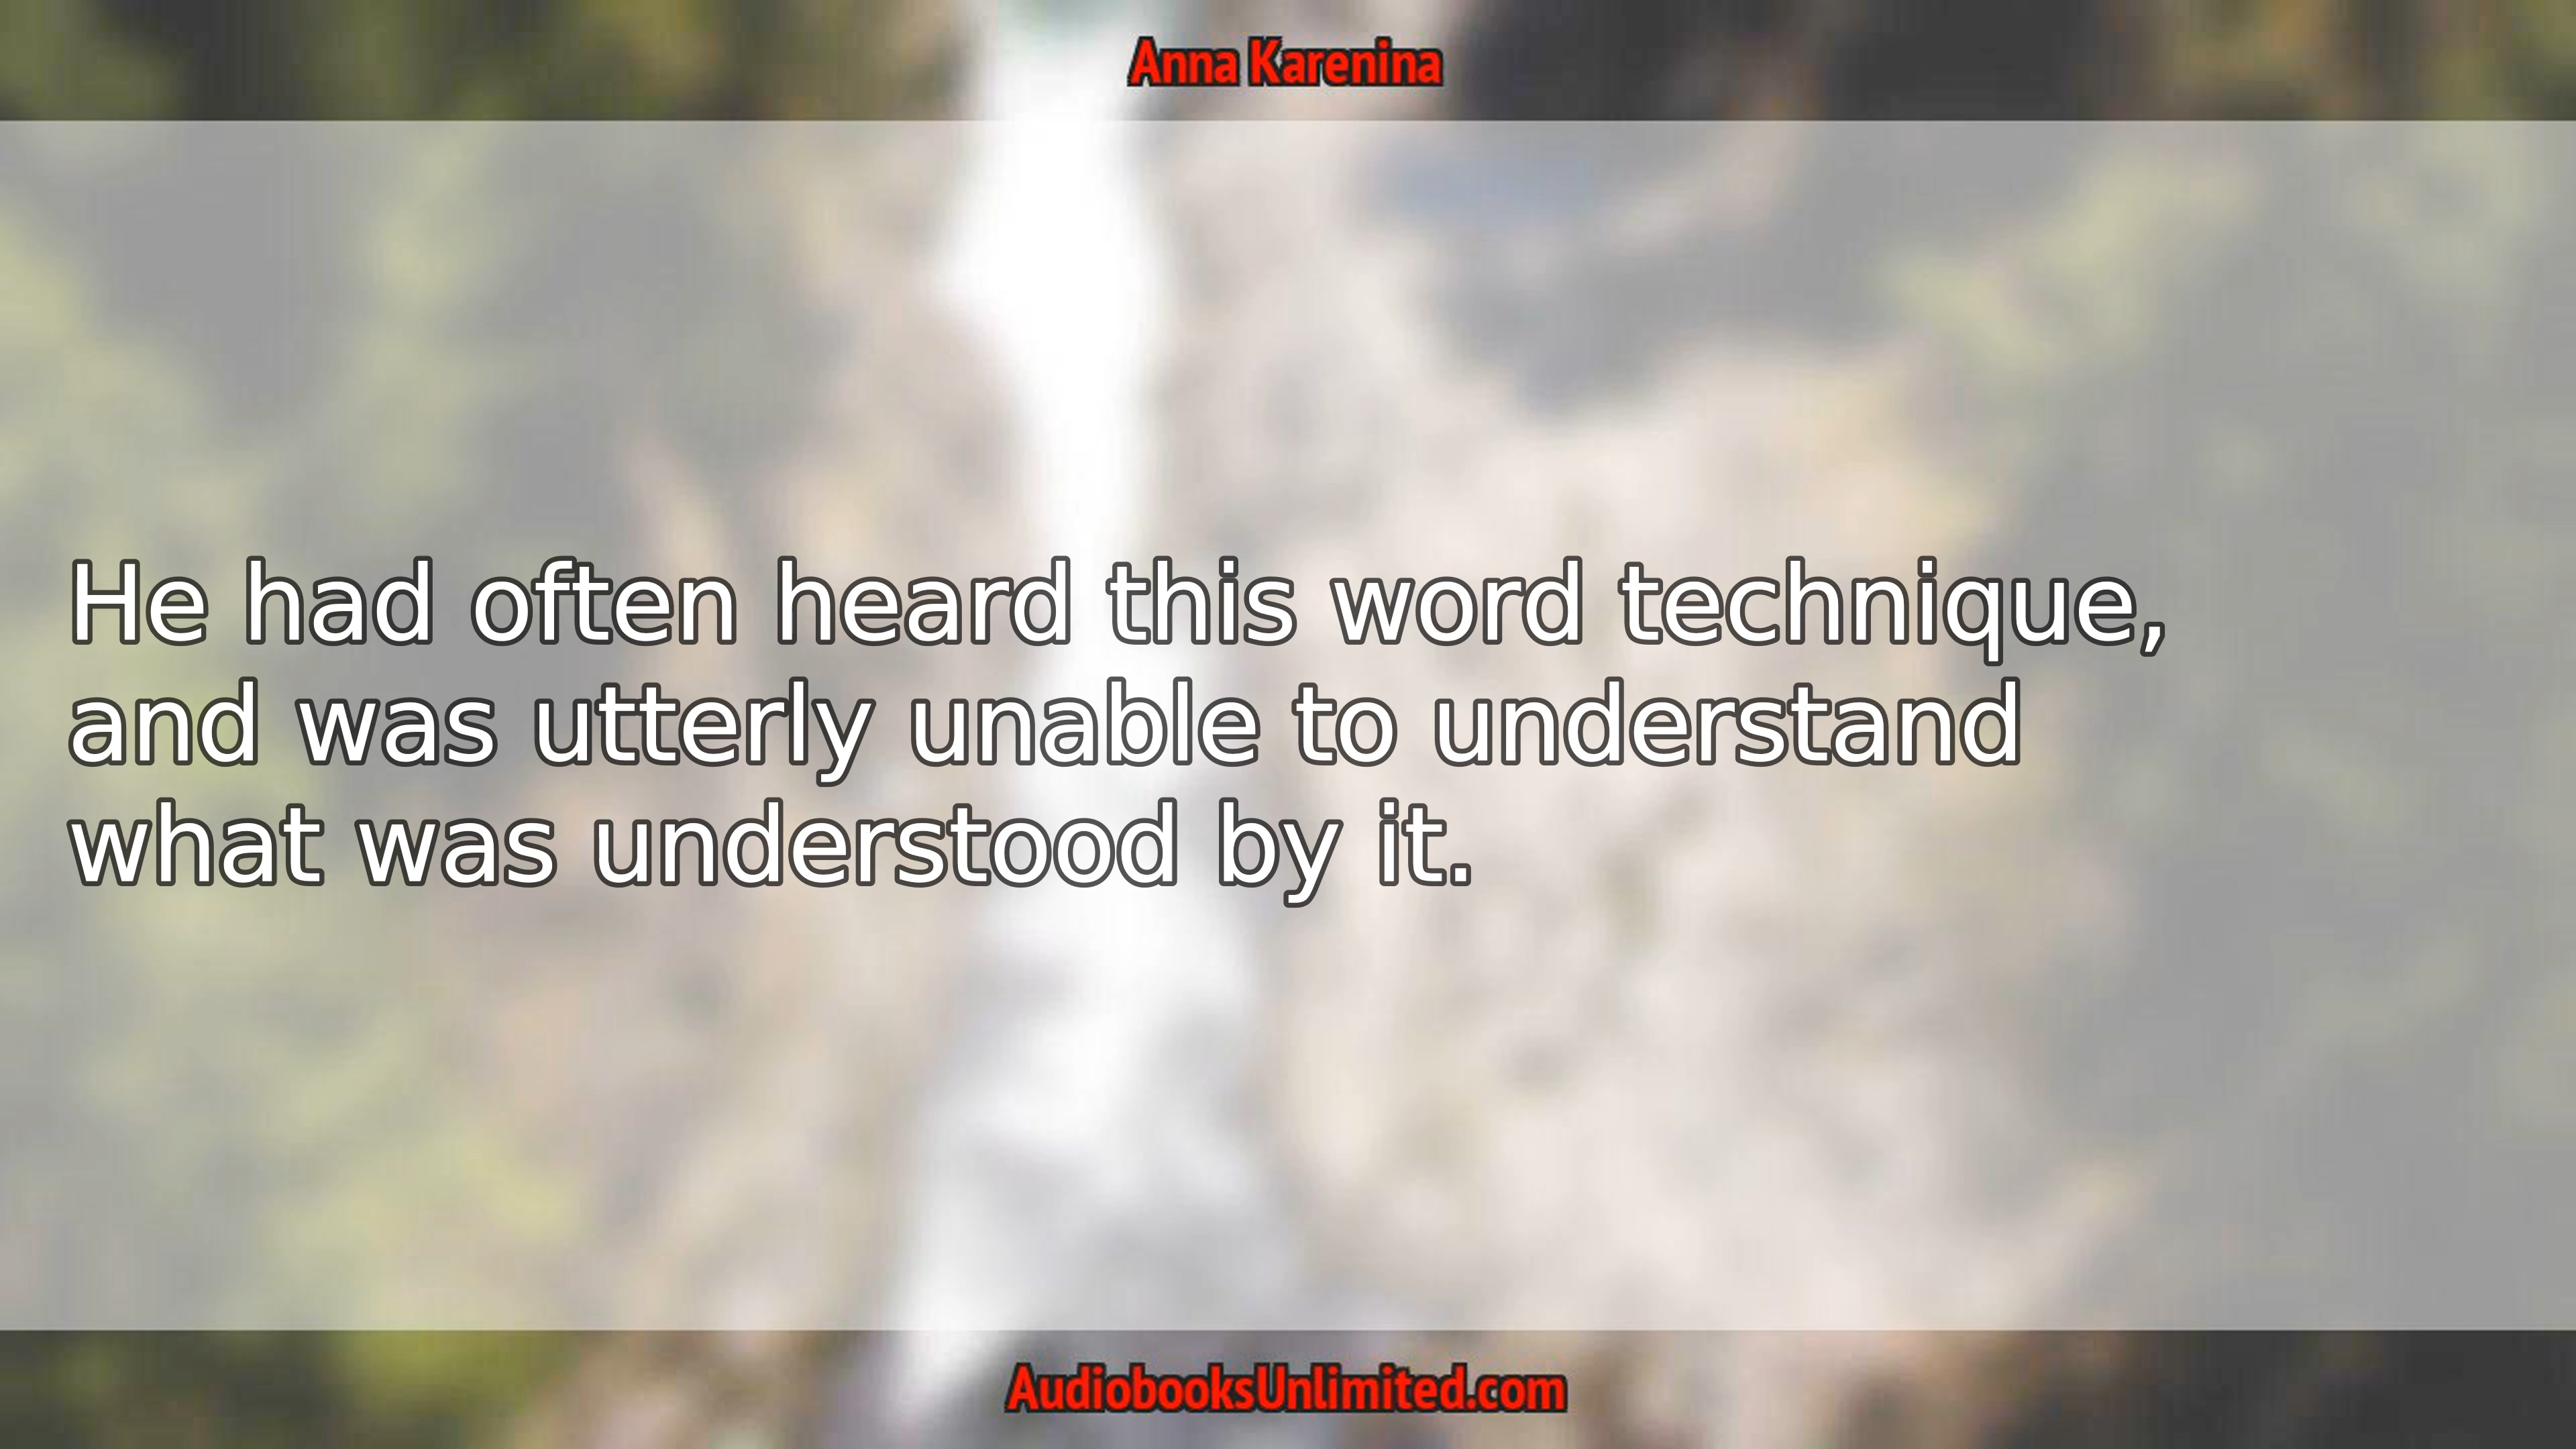 Anna Karenina
He had often heard this word technique,
and was utterly unable to understand
what was understood by it.
AudiobooksUnlimited.com